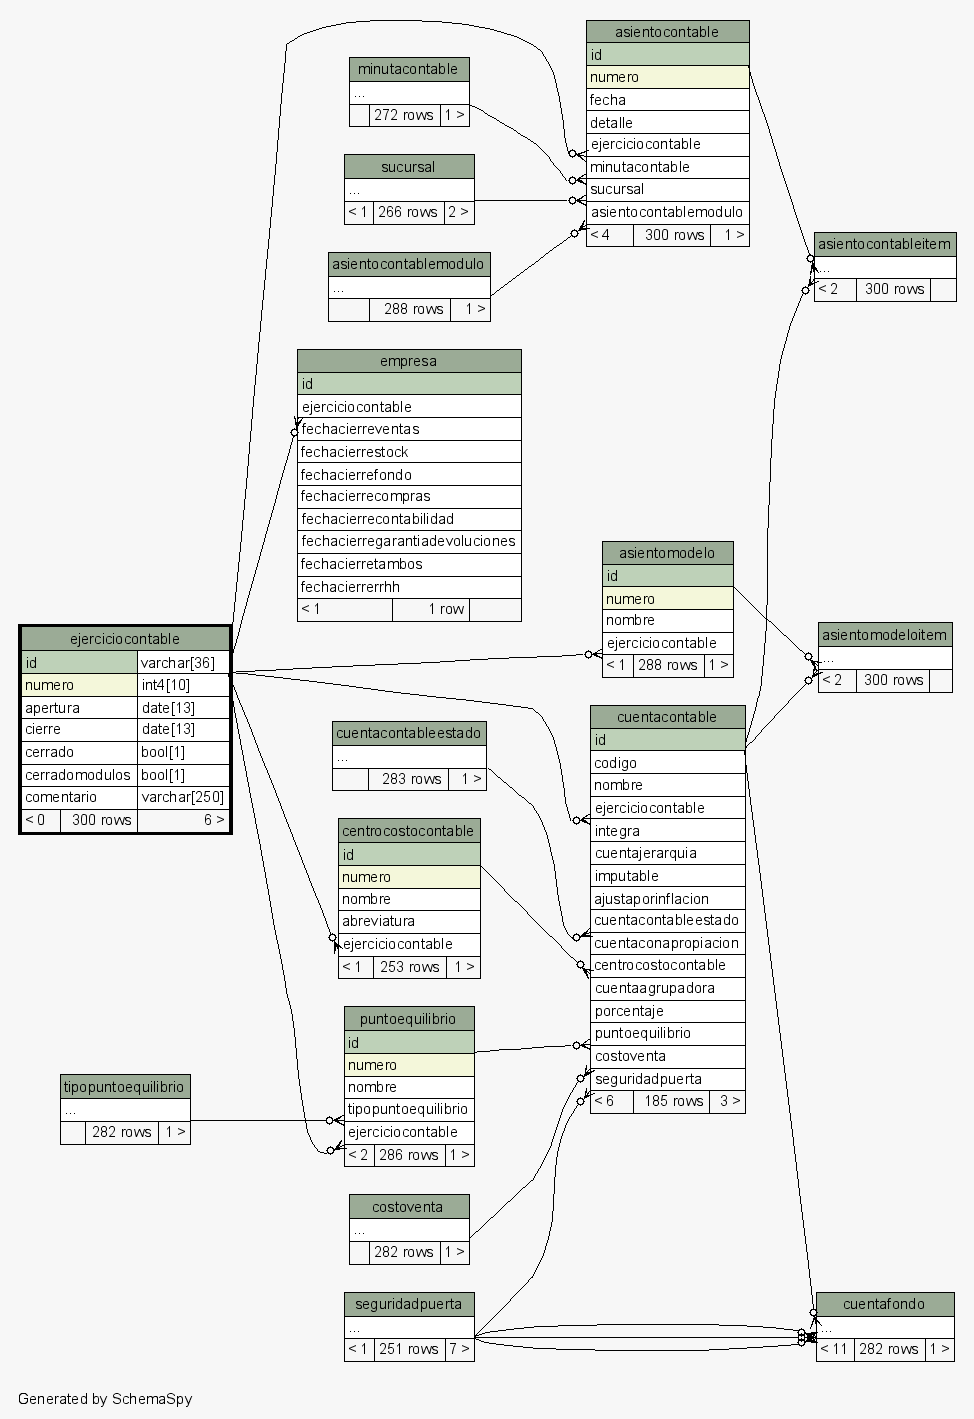 asientocontable
id
numero
fecha
detalle
ejerciciocontable
minutacontable
sucursal
asientocontablemodulo
< 4 300 rows 1 >
minutacontable
...
272 rows 1 >
sucursal
...
< 1 266 rows 2 >
asientocontablemodulo
...
288 rows 1 >
asientocontableitem
...
< 2 300 rows
empresa
id
ejerciciocontable
fechacierreventas
fechacierrestock
fechacierrefondo
fechacierrecompras
fechacierrecontabilidad
fechacierregarantiadevoluciones
fechacierretambos
fechacierrerrhh
< 1 1 row
asientomodelo
id
numero
nombre
ejerciciocontable
< 1 288 rows 1 >
asientomodeloitem
...
< 2 300 rows
ejerciciocontable
id varchar[36]
numero int4[10]
apertura date[13]
cierre date[13]
cerrado bool[1]
cerradomodulos bool[1]
comentario varchar[250]
< 0 300 rows 6 >
cuentacontableestado
...
283 rows 1 >
centrocostocontable
id
numero
nombre
abreviatura
ejerciciocontable
< 1 253 rows 1 >
cuentacontable
id
codigo
nombre
ejerciciocontable
integra
cuentajerarquia
imputable
ajustaporinflacion
cuentacontableestado
cuentaconapropiacion
centrocostocontable
cuentaagrupadora
porcentaje
puntoequilibrio
costoventa
seguridadpuerta
< 6 185 rows 3 >
puntoequilibrio
id
numero
nombre
tipopuntoequilibrio
ejerciciocontable
< 2 286 rows 1 >
tipopuntoequilibrio
...
282 rows 1 >
costoventa
...
282 rows 1 >
seguridadpuerta
...
< 1 251 rows 7 >
cuentafondo
...
< 11 282 rows 1 >
Generated by SchemaSpy